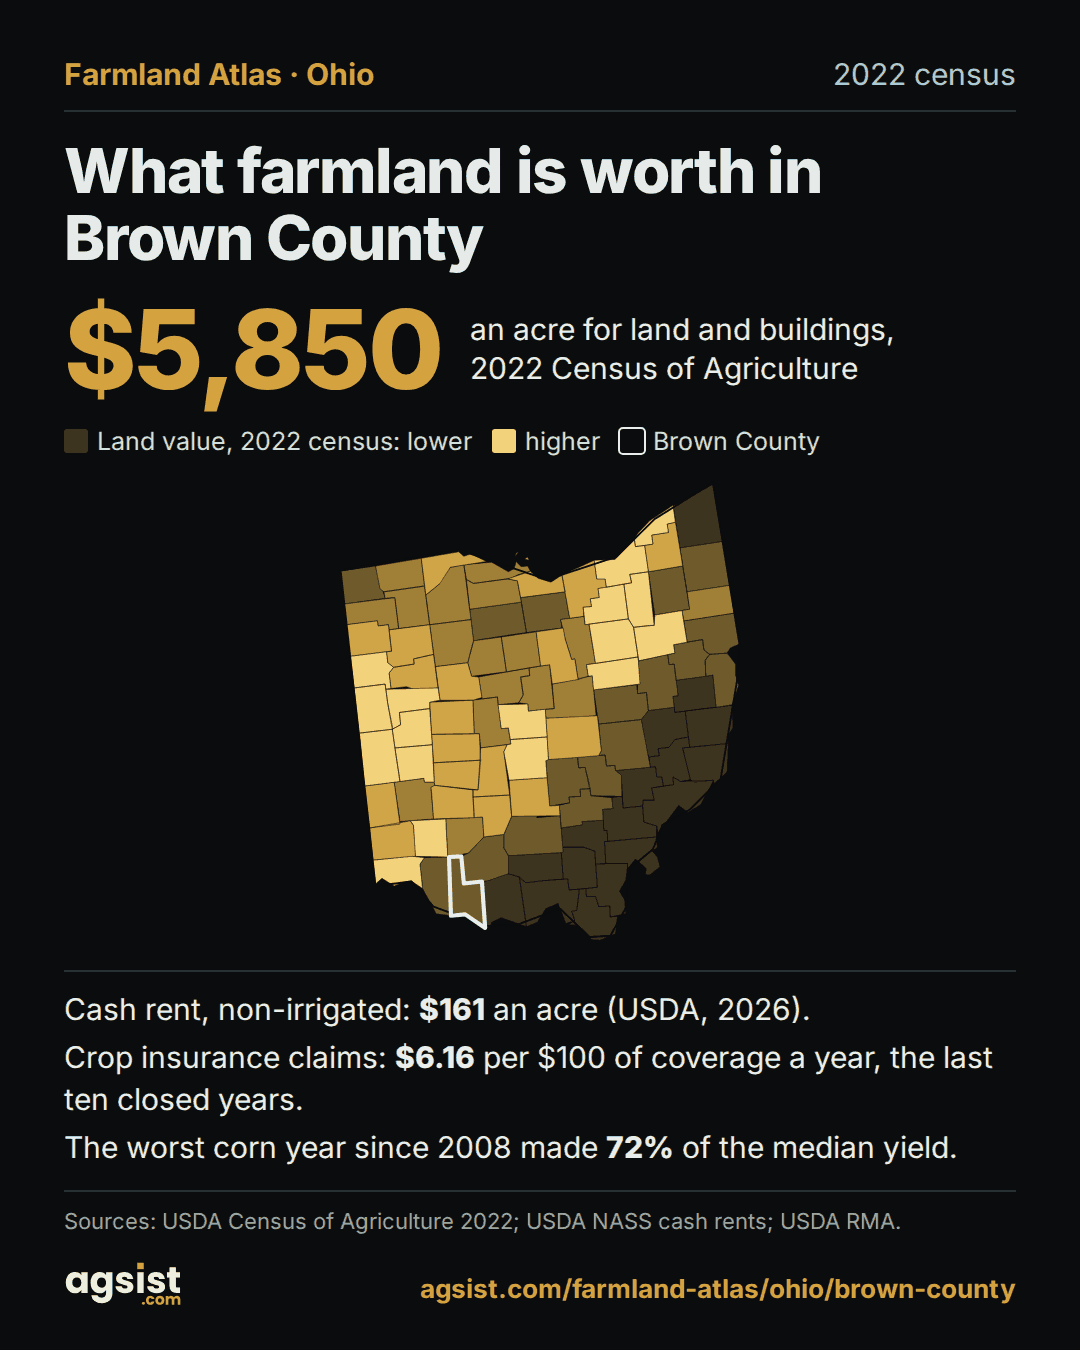 Farmland Atlas · Ohio
2022 census
What farmland is worth in
Brown County
$5,850
an acre for land and buildings,
2022 Census of Agriculture
Land value, 2022 census: lower
higher
Brown County
Cash rent, non-irrigated: $161 an acre (USDA, 2026).
Crop insurance claims: $6.16 per $100 of coverage a year, the last
ten closed years.
The worst corn year since 2008 made 72% of the median yield.
Sources: USDA Census of Agriculture 2022; USDA NASS cash rents; USDA RMA.
agsist
.com
agsist.com/farmland-atlas/ohio/brown-county